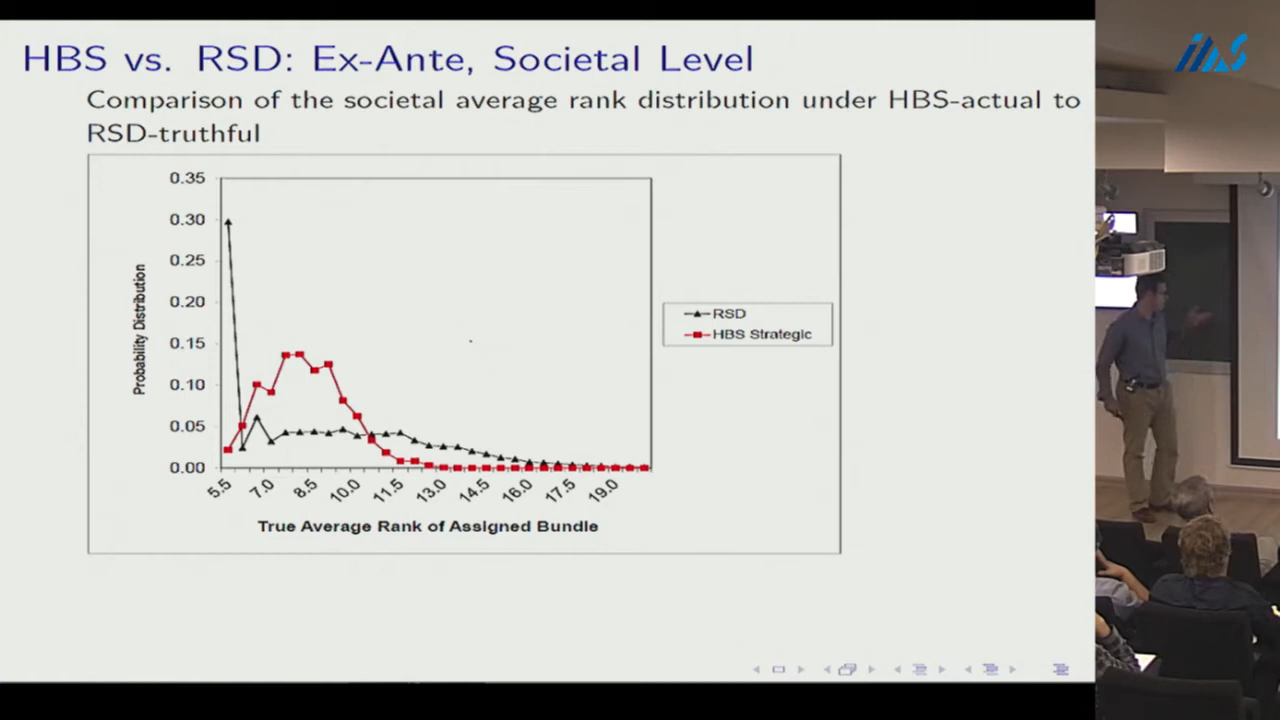 HBS vs. RSD: Ex-Ante, Societal Level
Comparison of the societal average rank distribution under HBS-actual to
RSD-truthful
0.35
0.30
0.25
0.20
0.15
0.10
0.05
0.00
Probability Distribution
5.5 7.0 8.5 10.0 11.5 13.0 14.5 16.0 17.5 19.0
True Average Rank of Assigned Bundle
RSD
HBS Strategic
IIAS